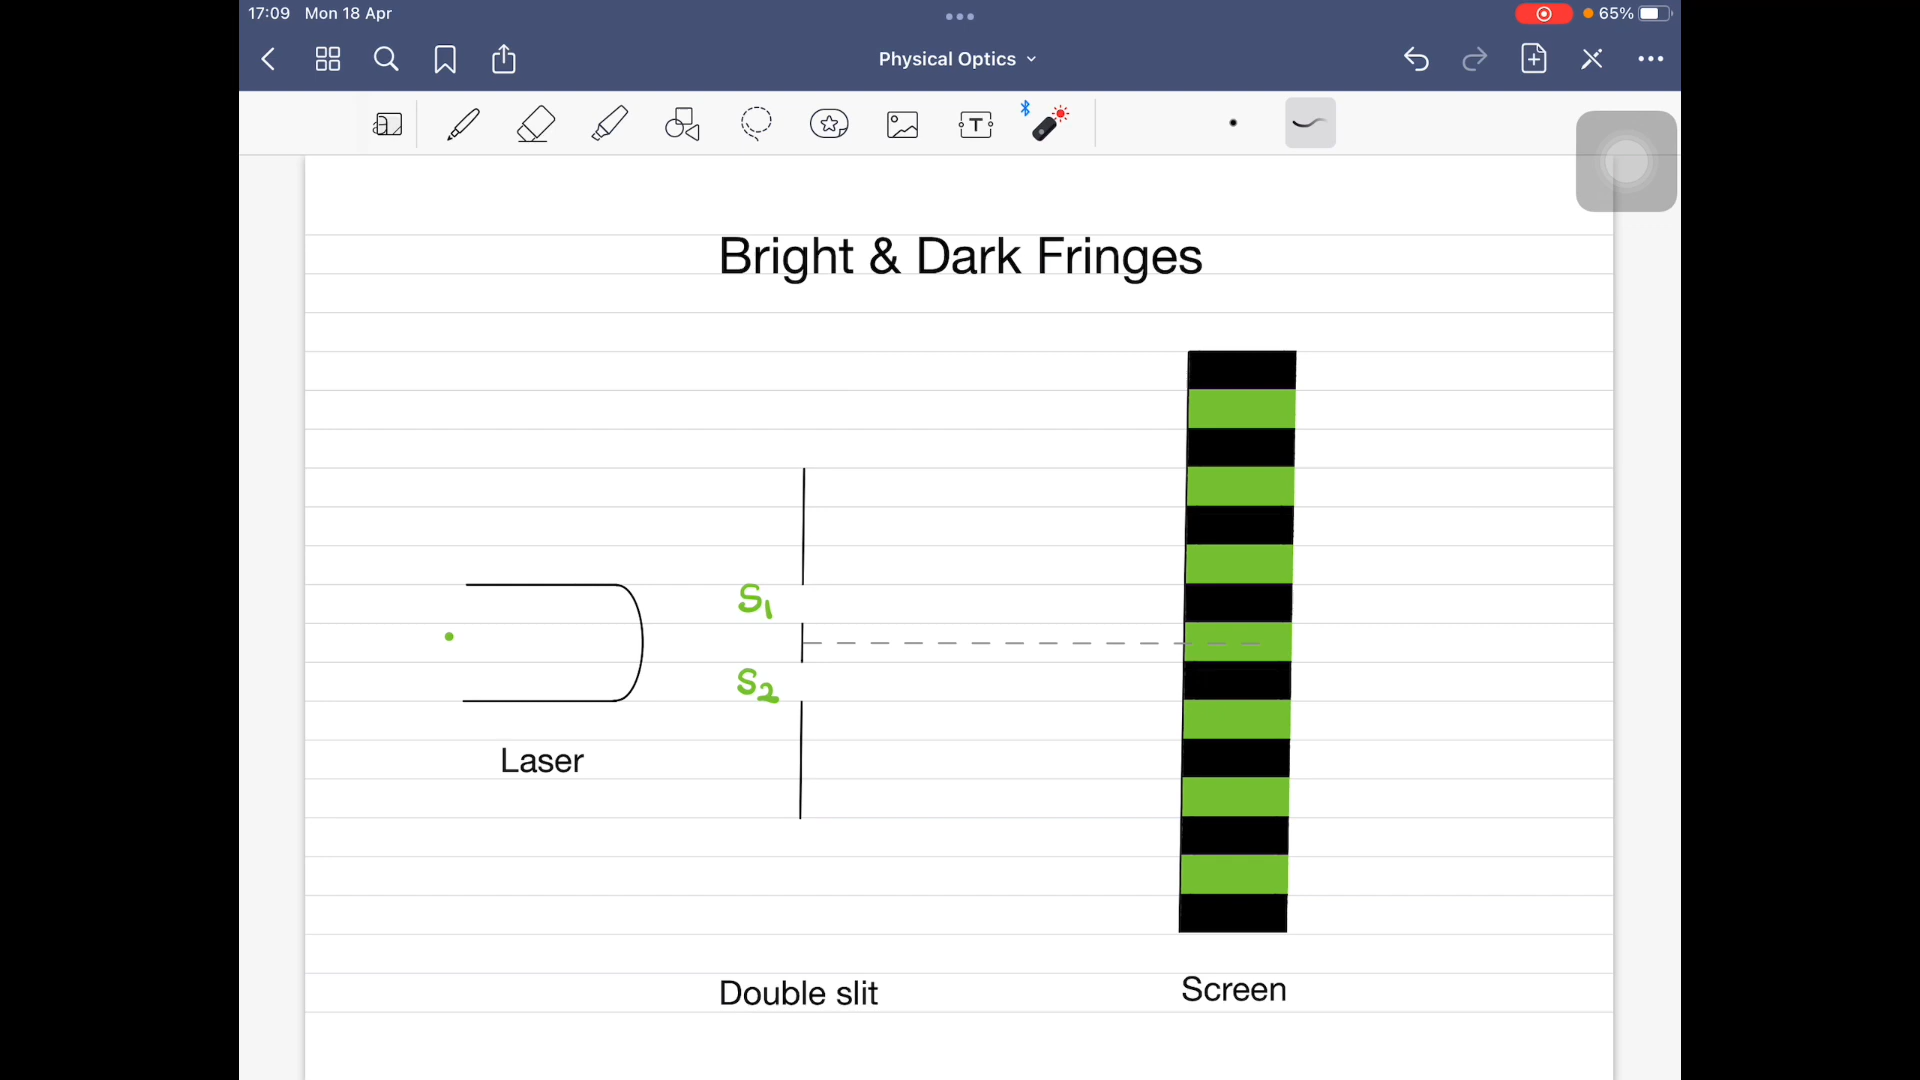 17:09 Mon 18 Apr
65%
Physical Optics
a
T
Bright & Dark Fringes
S1
S2
Laser
Double slit
Screen